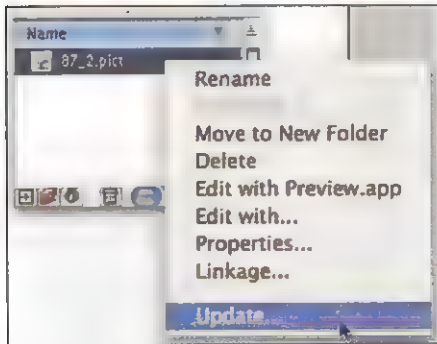 Name
87_2.pict
Rename
Move to New Folder
Delete
Edit with Preview.app
Edit with...
Properties...
Linkage...
Update